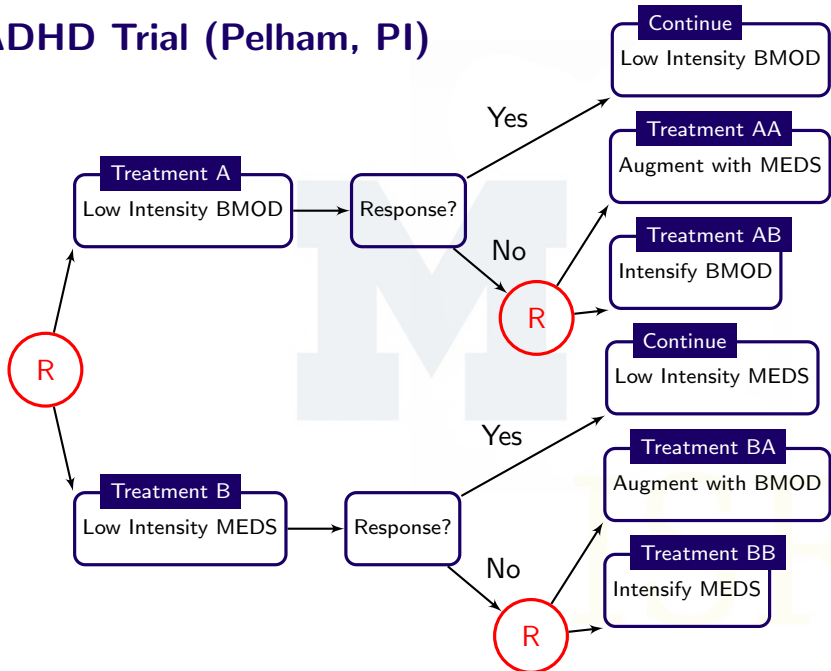 ADHD Trial (Pelham, PI)
Continue
Low Intensity BMOD
Yes
Treatment AA
Augment with MEDS
Treatment A
Low Intensity BMOD
Response?
No
Treatment AB
Intensify BMOD
R
R
Continue
Low Intensity MEDS
Yes
Treatment BA
Augment with BMOD
Treatment B
Low Intensity MEDS
Response?
No
Treatment BB
Intensify MEDS
R